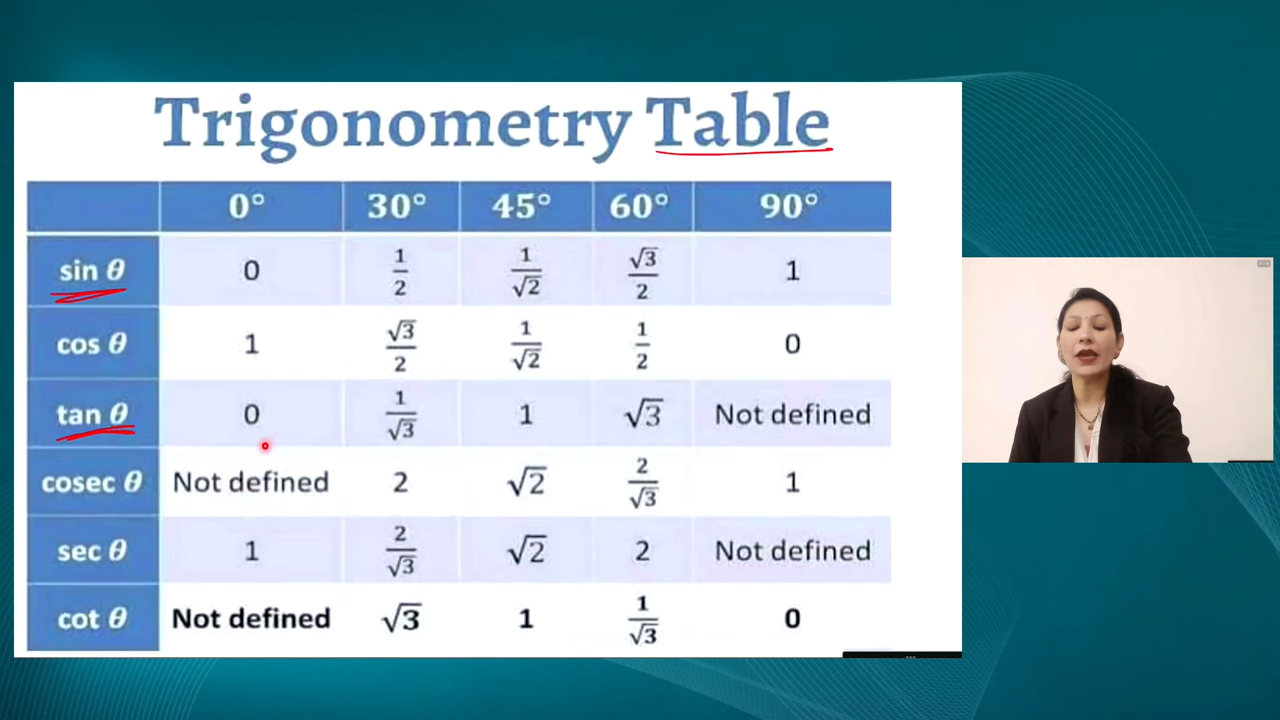 Trigonometry Table
0° 30° 45° 60° 90°
sin θ 0 1/2 1/√2 √3/2 1
cos θ 1 √3/2 1/√2 1/2 0
tan θ 0 1/√3 1 √3 Not defined
cosec θ Not defined 2 √2 2/√3 1
sec θ 1 2/√3 √2 2 Not defined
cot θ Not defined √3 1 1/√3 0